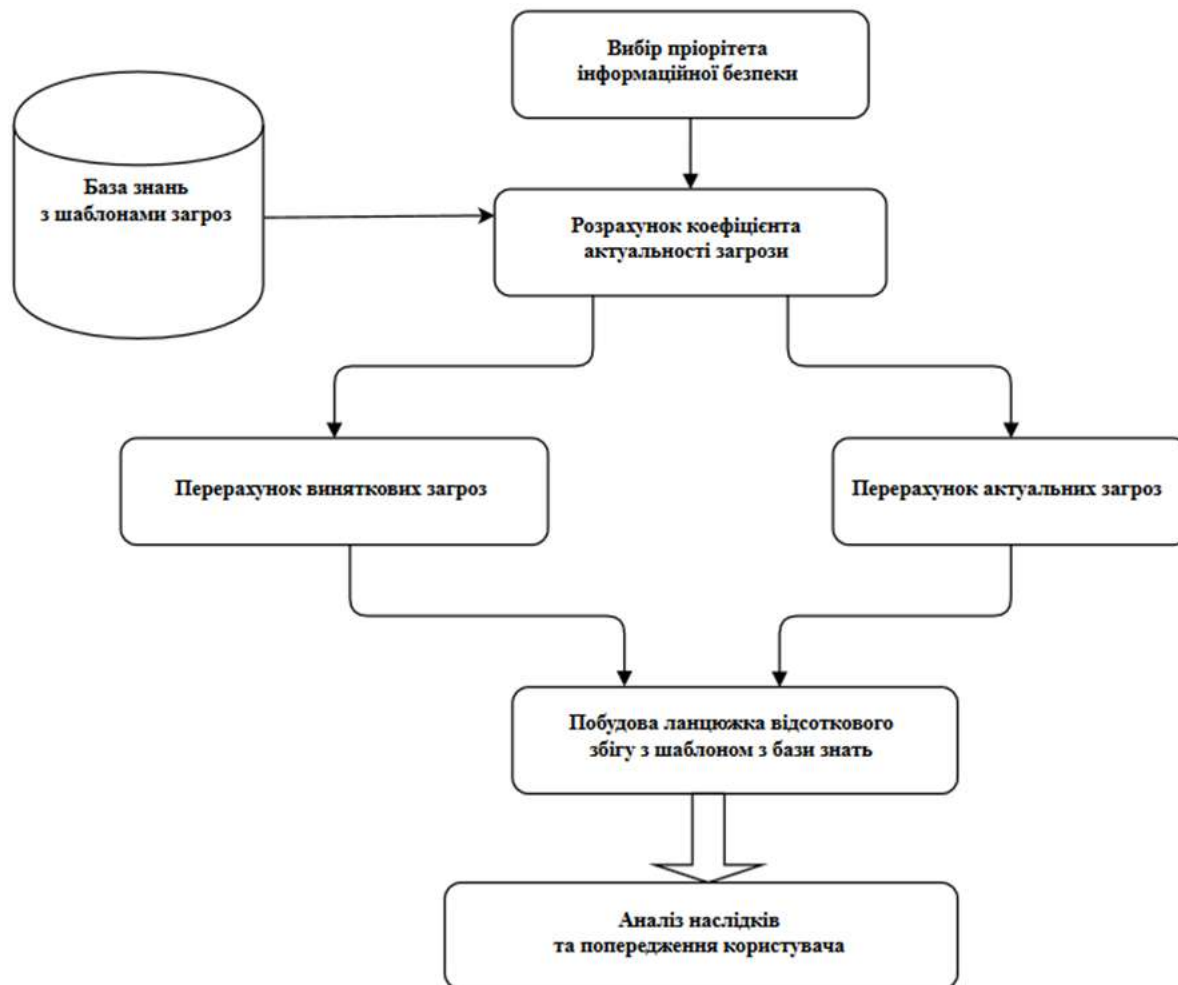 Вибір пріорітета
інформаційної безпеки
База знань
з шаблонами загроз
Розрахунок коефіцієнта
актуальності загрози
Перерахунок виняткових загроз
Перерахунок актуальних загроз
Побудова ланцюжка відсоткового
збігу з шаблоном з бази знать
Аналіз наслідків
та попередження користувача